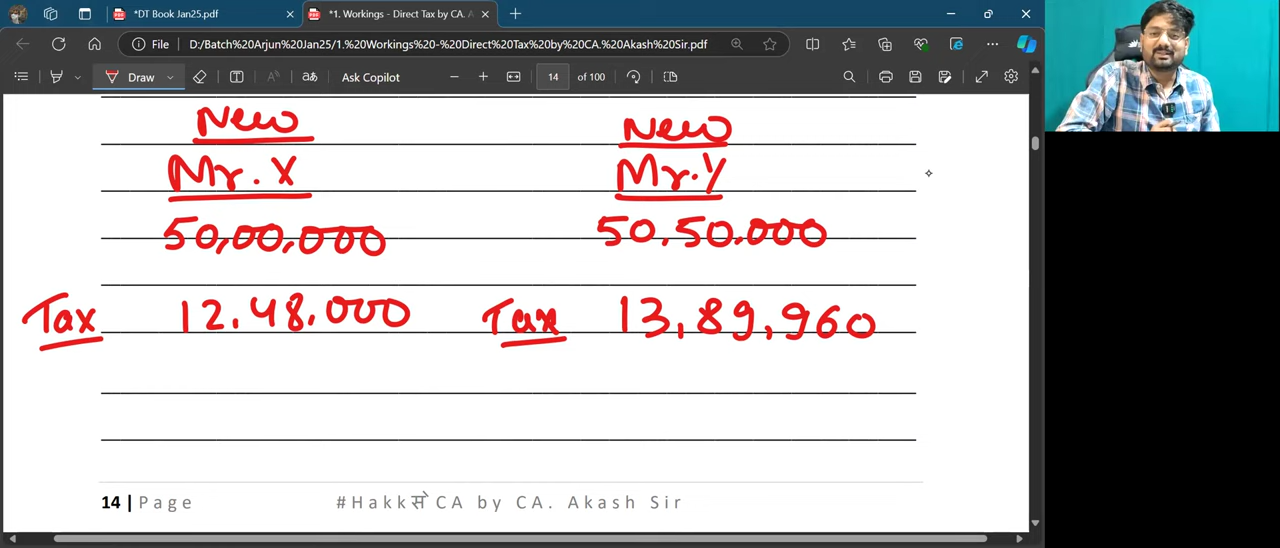 *DT Book Jan25.pdf
*1. Workings - Direct Tax by CA. A
File
D:/Batch%20Arjun%20Jan25/1.%20Workings%20-%20Direct%20Tax%20by%20CA.%20Akash%20Sir.pdf
Draw
aあ
Ask Copilot
14 of 100
New New
Mr. X Mr. Y
50,00,000 50.50.000
Tax 12.48.000 Tax 13,89,960
14 | Page #Hakkसे CA by CA. Akash Sir